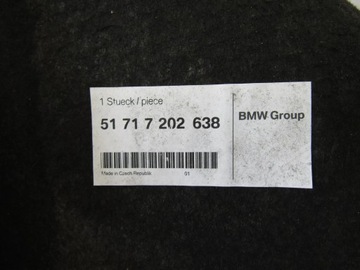 1 Stueck / piece
51 71 7 202 638
BMW Group
Made in Czech Republic
01